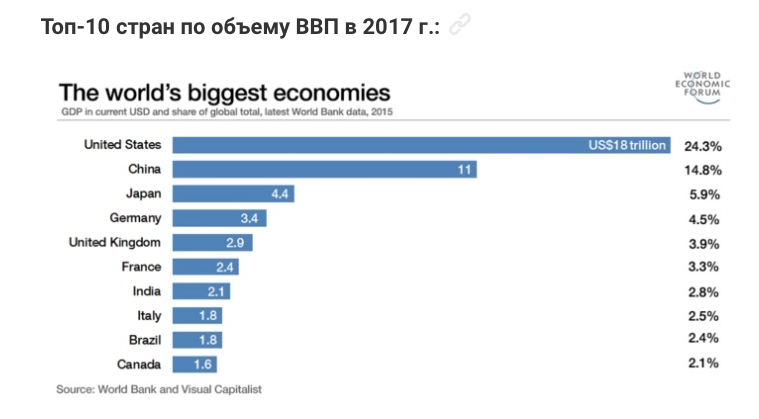 Топ-10 стран по объему ВВП в 2017 г.:
WORLD
ECONOMIC
FORUM
The world's biggest economies
GDP in current USD and share of global total, latest World Bank data, 2015
United States US$18 trillion 24.3%
China 11 14.8%
Japan 4.4 5.9%
Germany 3.4 4.5%
United Kingdom 2.9 3.9%
France 2.4 3.3%
India 2.1 2.8%
Italy 1.8 2.5%
Brazil 1.8 2.4%
Canada 1.6 2.1%
Source: World Bank and Visual Capitalist